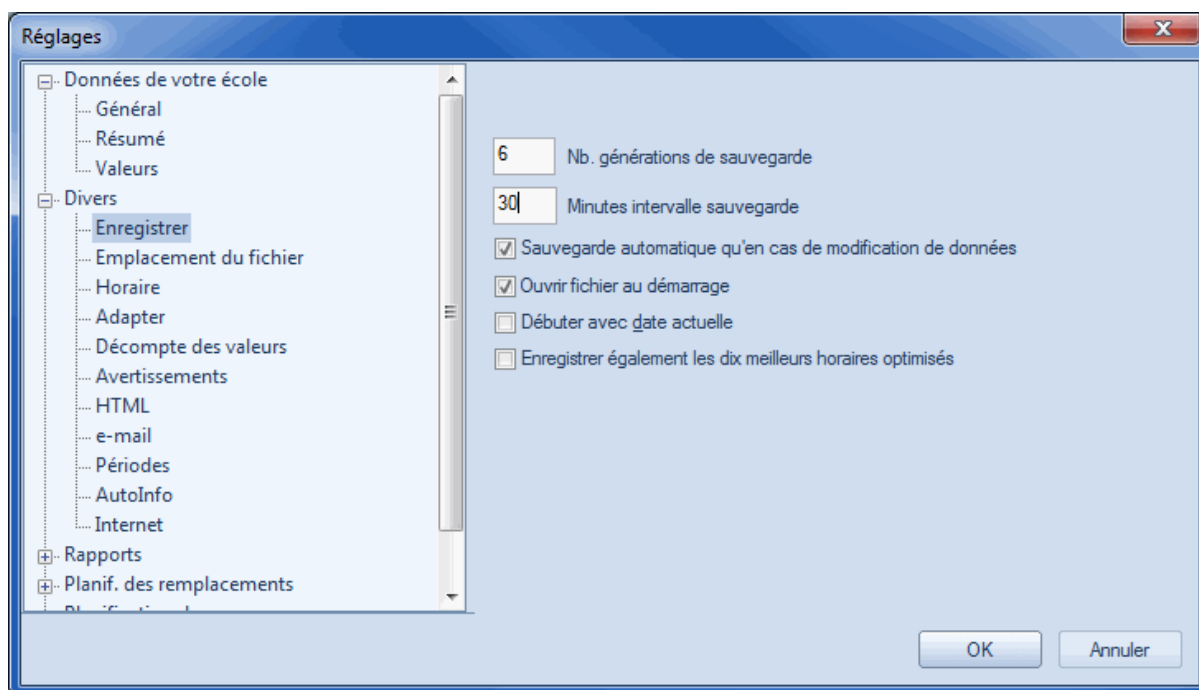 Réglages
Données de votre école
Général
Résumé
Valeurs
Divers
Enregistrer
Emplacement du fichier
Horaire
Adapter
Décompte des valeurs
Avertissements
HTML
e-mail
Périodes
AutoInfo
Internet
Rapports
Planif. des remplacements
6 Nb. générations de sauvegarde
30 Minutes intervalle sauvegarde
Sauvegarde automatique qu'en cas de modification de données
Ouvrir fichier au démarrage
Débuter avec date actuelle
Enregistrer également les dix meilleurs horaires optimisés
OK Annuler